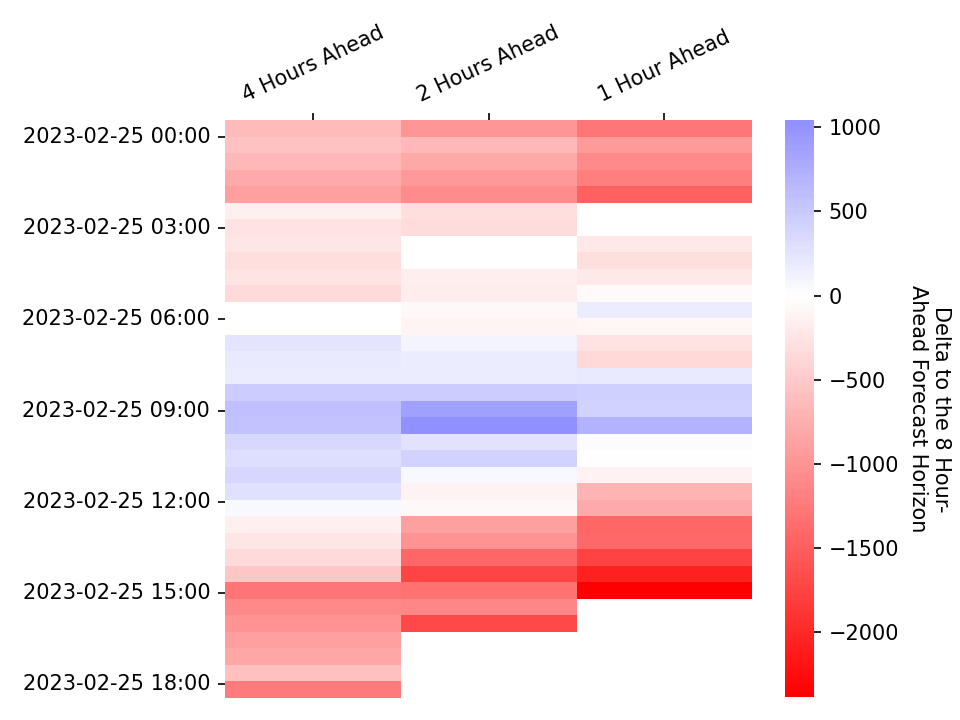 4 Hours Ahead
2 Hours Ahead
1 Hour Ahead
2023-02-25 00:00
2023-02-25 03:00
2023-02-25 06:00
2023-02-25 09:00
2023-02-25 12:00
2023-02-25 15:00
2023-02-25 18:00
1000
500
0
−500
−1000
−1500
−2000
Delta to the 8 Hour-
Ahead Forecast Horizon